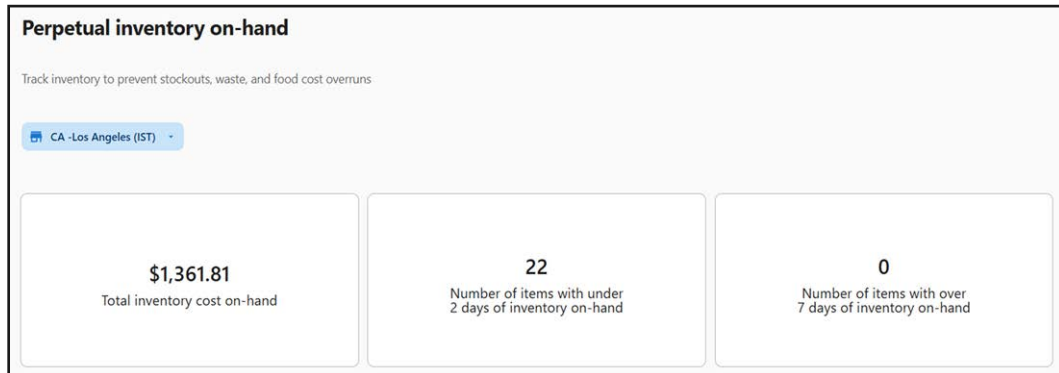 Perpetual inventory on-hand
Track inventory to prevent stockouts, waste, and food cost overruns
CA -Los Angeles (IST)
$1,361.81
Total inventory cost on-hand
22
Number of items with under
2 days of inventory on-hand
0
Number of items with over
7 days of inventory on-hand